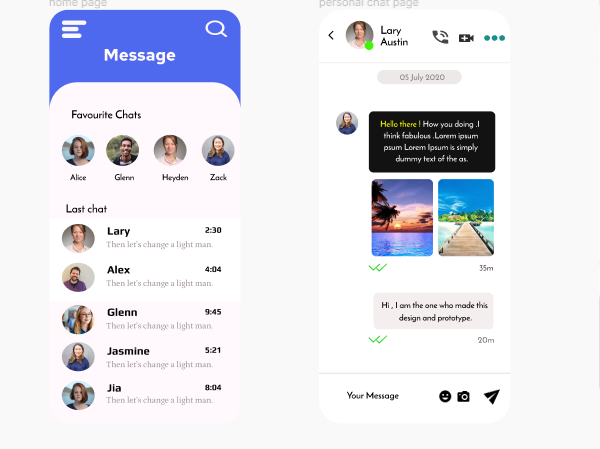 home page
personal chat page
Message
Favourite Chats
Alice
Glenn
Heyden
Zack
Last chat
Lary
2:30
Then let's change a light man.
Alex
4:04
Then let's change a light man.
Glenn
9:45
Then let's change a light man.
Jasmine
5:21
Then let's change a light man.
Jia
8:04
Then let's change a light man.
Lary
Austin
05 July 2020
Hello there ! How you doing .I
think fabulous .Lorem ipsum
psum Lorem Ipsum is simply
dummy text of the as.
35m
Hi , I am the one who made this
design and prototype.
20m
Your Message